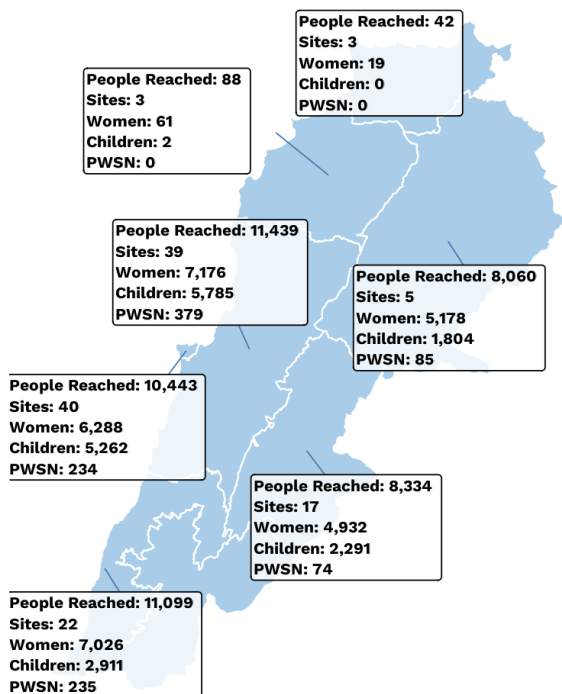 People Reached: 42
Sites: 3
Women: 19
Children: 0
PWSN: 0
People Reached: 88
Sites: 3
Women: 61
Children: 2
PWSN: 0
People Reached: 11,439
Sites: 39
Women: 7,176
Children: 5,785
PWSN: 379
People Reached: 8,060
Sites: 5
Women: 5,178
Children: 1,804
PWSN: 85
People Reached: 10,443
Sites: 40
Women: 6,288
Children: 5,262
PWSN: 234
People Reached: 8,334
Sites: 17
Women: 4,932
Children: 2,291
PWSN: 74
People Reached: 11,099
Sites: 22
Women: 7,026
Children: 2,911
PWSN: 235